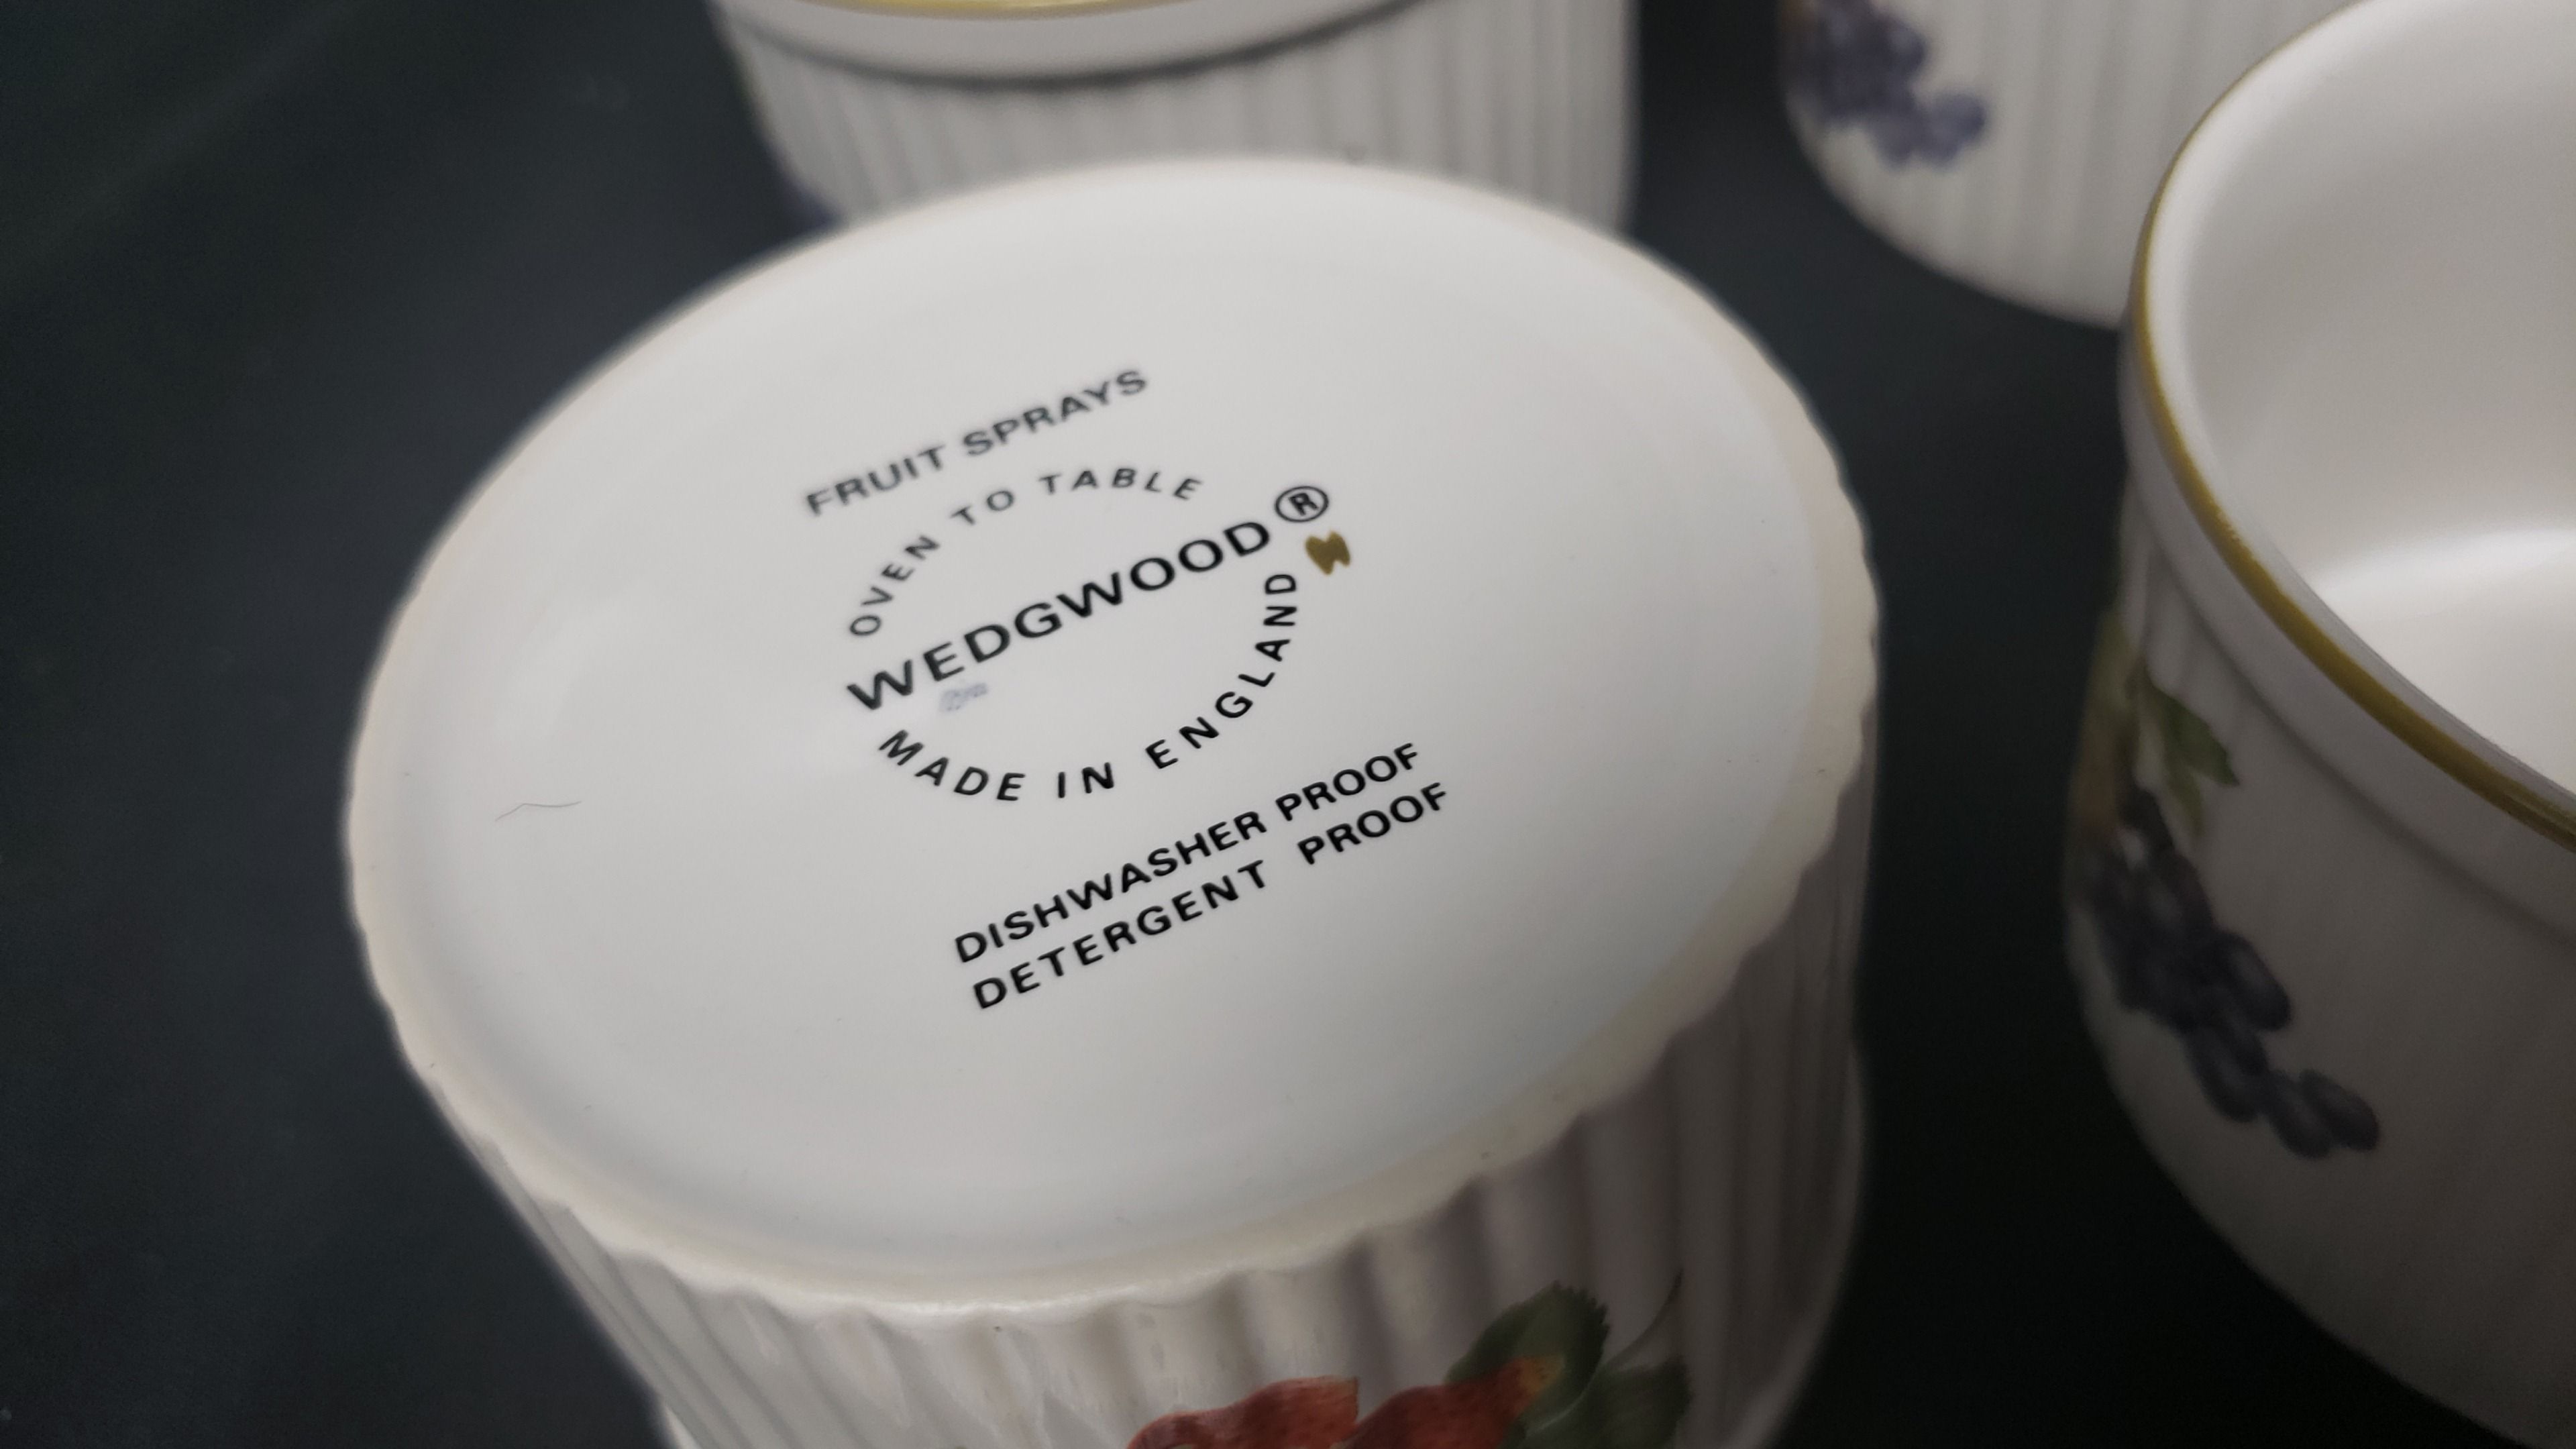 FRUIT SPRAYS
OVEN TO TABLE
WEDGWOOD ®
MADE IN ENGLAND
DISHWASHER PROOF
DETERGENT PROOF